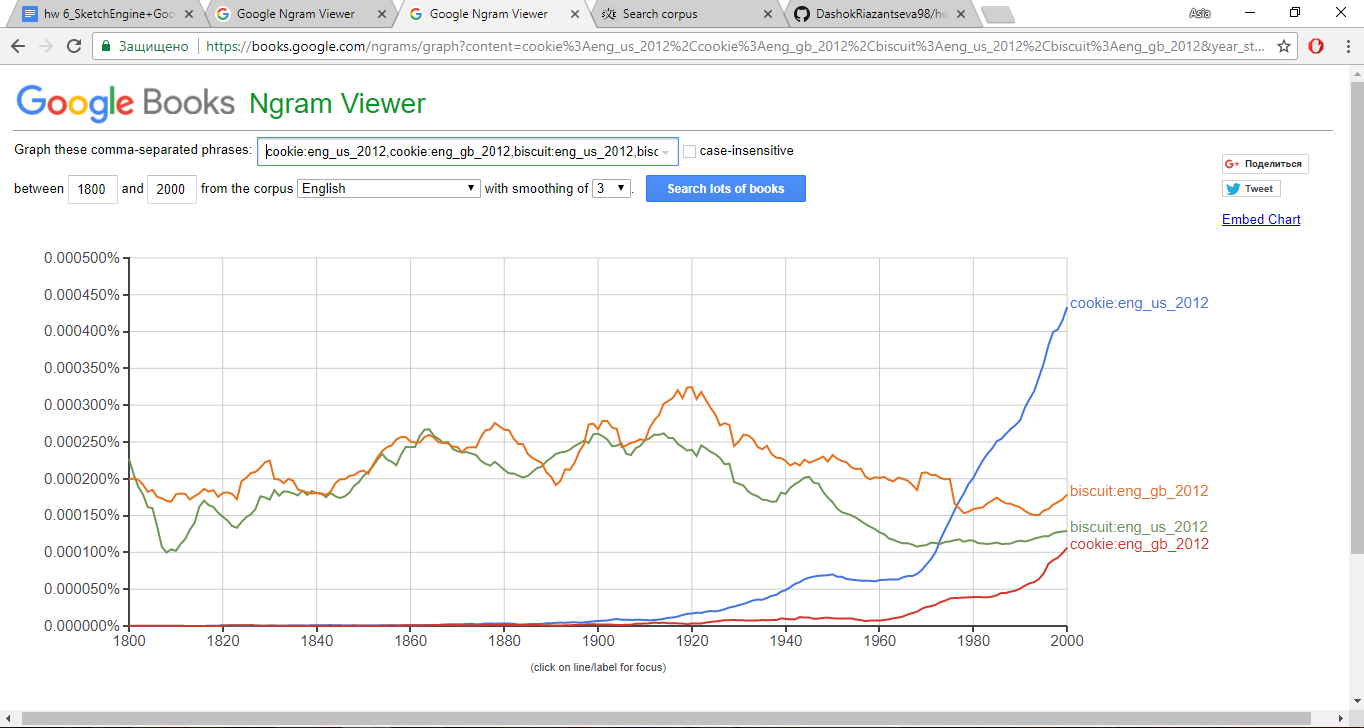 hw 6_SketchEngine+Goo
Google Ngram Viewer
Google Ngram Viewer
Search corpus
DashokRiazantseva98/hw
Asia
Защищено
https://books.google.com/ngrams/graph?content=cookie%3Aeng_us_2012%2Ccookie%3Aeng_gb_2012%2Cbiscuit%3Aeng_us_2012%2Cbiscuit%3Aeng_gb_2012&year_st...
Google Books Ngram Viewer
Graph these comma-separated phrases: cookie:eng_us_2012,cookie:eng_gb_2012,biscuit:eng_us_2012,bisc case-insensitive
G+ Поделиться
between 1800 and 2000 from the corpus English with smoothing of 3 . Search lots of books
Tweet
Embed Chart
0.000500%
0.000450%
cookie:eng_us_2012
0.000400%
0.000350%
0.000300%
0.000250%
0.000200%
biscuit:eng_gb_2012
0.000150%
biscuit:eng_us_2012
cookie:eng_gb_2012
0.000100%
0.000050%
0.000000%
1800 1820 1840 1860 1880 1900 1920 1940 1960 1980 2000
(click on line/label for focus)